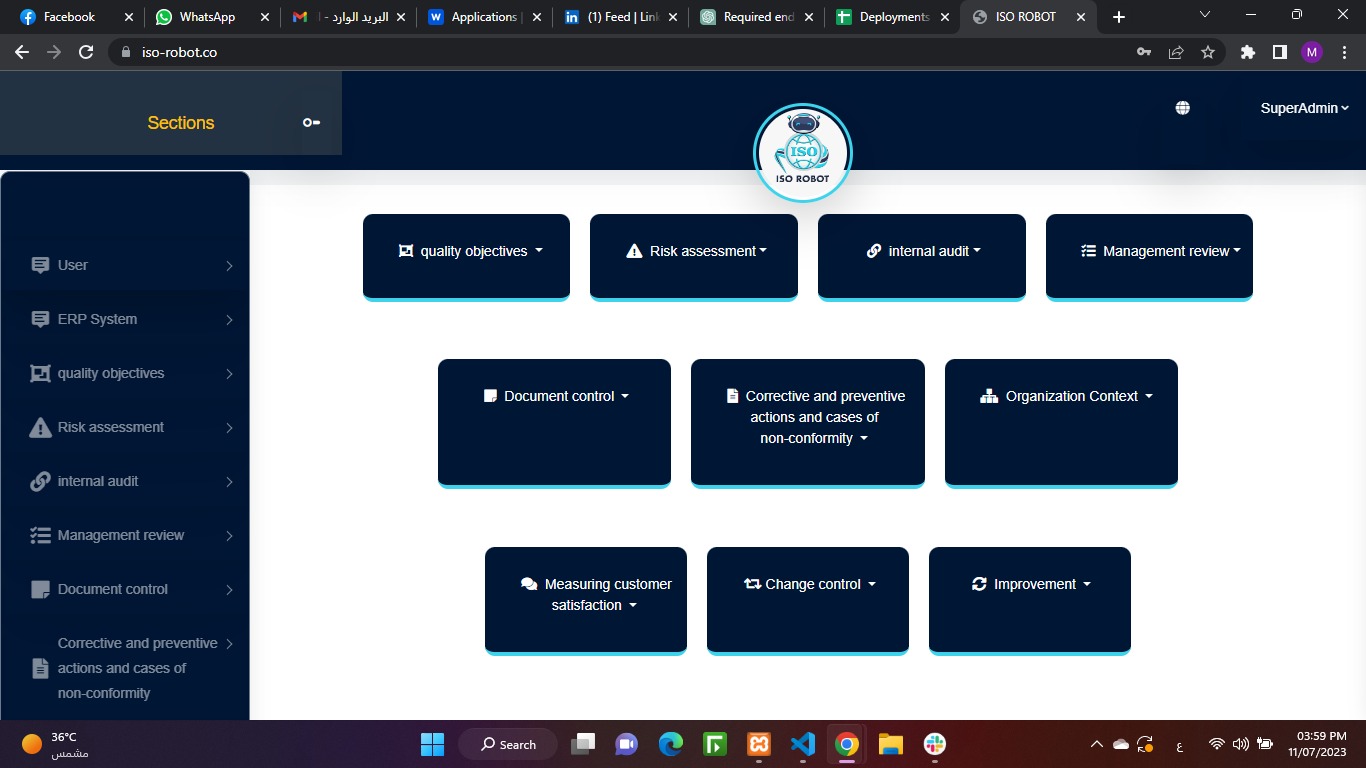 Facebook
WhatsApp
البريد الوارد - ا
Applications
(1) Feed | Lin
Required end
Deployments
ISO ROBOT
iso-robot.co
M
Sections
SuperAdmin
ISO
ISO ROBOT
User
ERP System
quality objectives
Risk assessment
internal audit
Management review
Document control
Corrective and preventive
actions and cases of
non-conformity
quality objectives
Risk assessment
internal audit
Management review
Document control
Corrective and preventive
actions and cases of
non-conformity
Organization Context
Measuring customer
satisfaction
Change control
Improvement
36°C
مشمس
Search
ع
03:59 PM
11/07/2023